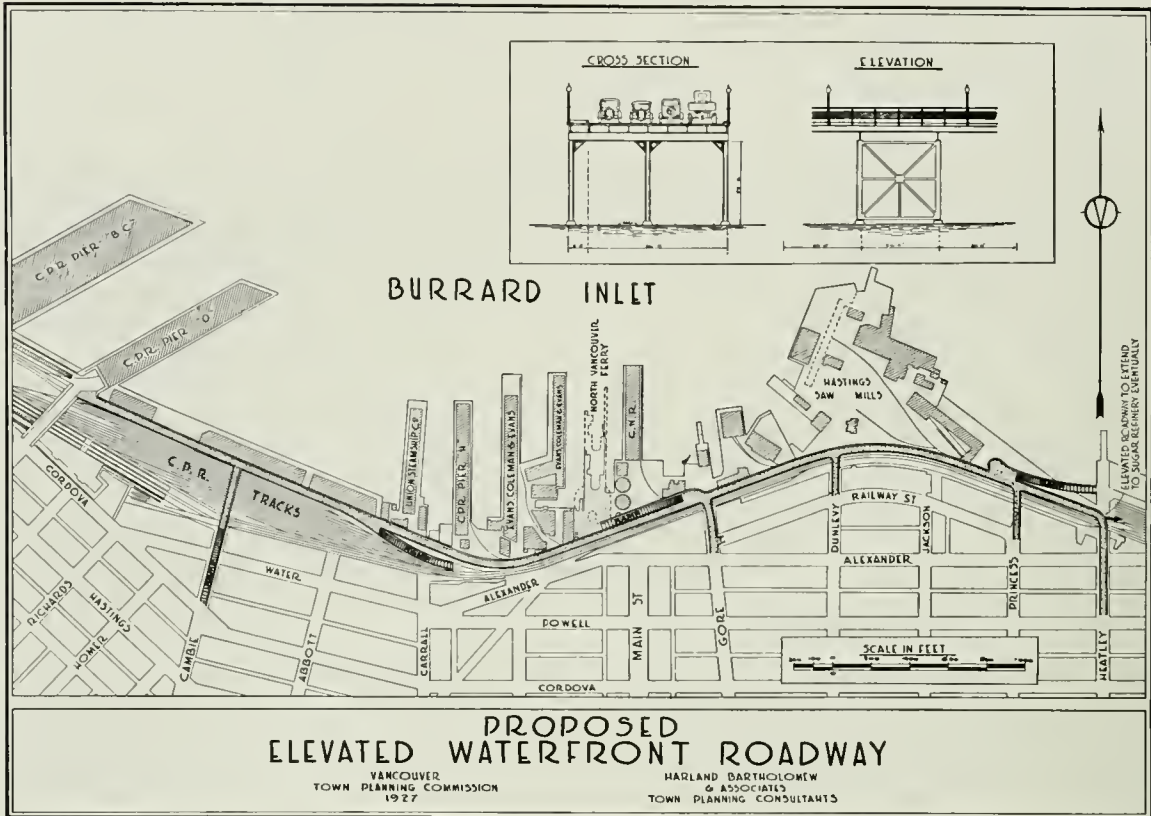 CROSS SECTION
ELEVATION
C.P.R. PIER "B.C."
C.P.R. PIER "D"
BURRARD INLET
NORTH VANCOUVER
FERRY
HASTINGS
SAW MILLS
ELEVATED ROADWAY TO EXTEND
TO SUGAR REFINERY EVENTUALLY
UNION STEAMSHIP CO.
C.P.R. PIER "H"
EVANS COLEMAN & EVANS
EVANS COLEMAN & EVANS
C.N.R.
C.P.R.
TRACKS
RAMP
CORDOVA
RICHARDS
HASTINGS
HOMER
CAMBIE
WATER
ABBOTT
CARRALL
ALEXANDER
POWELL
MAIN ST
GORE
DUNLEVY
RAILWAY ST
JACKSON
ALEXANDER
PRINCESS
HEATLEY
CORDOVA
SCALE IN FEET
PROPOSED
ELEVATED WATERFRONT ROADWAY
VANCOUVER
TOWN PLANNING COMMISSION
1927
HARLAND BARTHOLOMEW
& ASSOCIATES
TOWN PLANNING CONSULTANTS